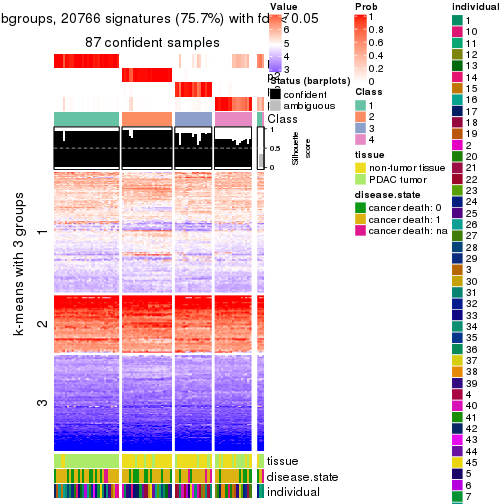 bgroups, 20766 signatures (75.7%) with fdr < 0.05
87 confident samples
Class
Silhouette
score
1
0.5
0
k-means with 3 groups
1
2
3
tissue
disease.state
individual
Value
6
5
4
3
Status (barplots)
confident
ambiguous
Prob
1
0.8
0.6
0.4
0.2
0
Class
1
2
3
4
tissue
non-tumor tissue
PDAC tumor
disease.state
cancer death: 0
cancer death: 1
cancer death: na
individual
1
10
11
12
13
14
15
16
17
18
19
2
20
21
22
23
24
25
26
27
28
29
3
30
31
32
33
34
35
36
37
38
39
4
40
41
42
43
44
45
5
6
7